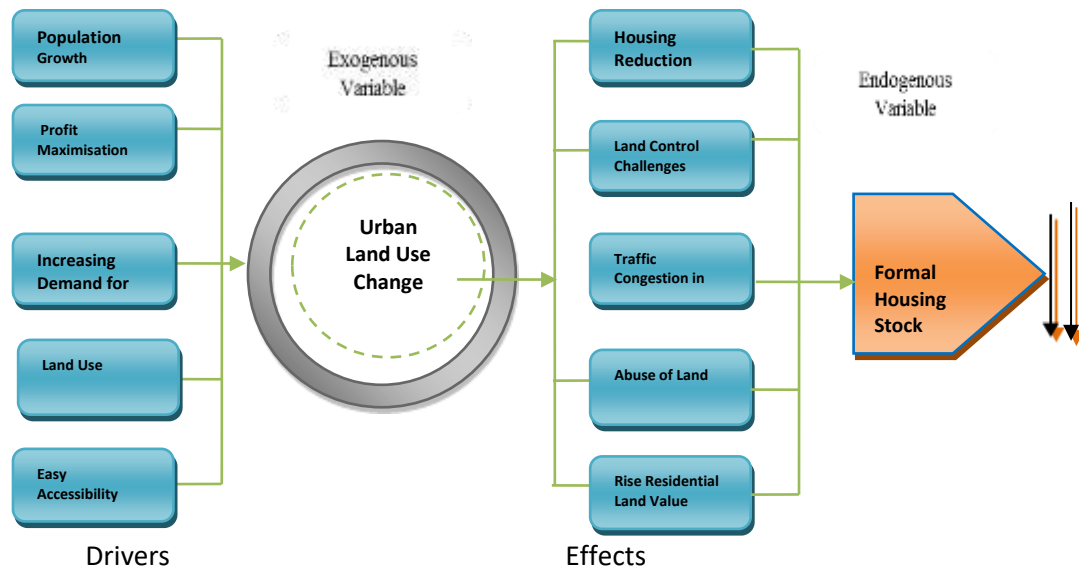 Population
Growth
Profit
Maximisation
Increasing
Demand for
Land Use
Easy
Accessibility
Drivers
Exogenous
Variable
Urban
Land Use
Change
Housing
Reduction
Land Control
Challenges
Traffic
Congestion in
Abuse of Land
Rise Residential
Land Value
Effects
Endogenous
Variable
Formal
Housing
Stock